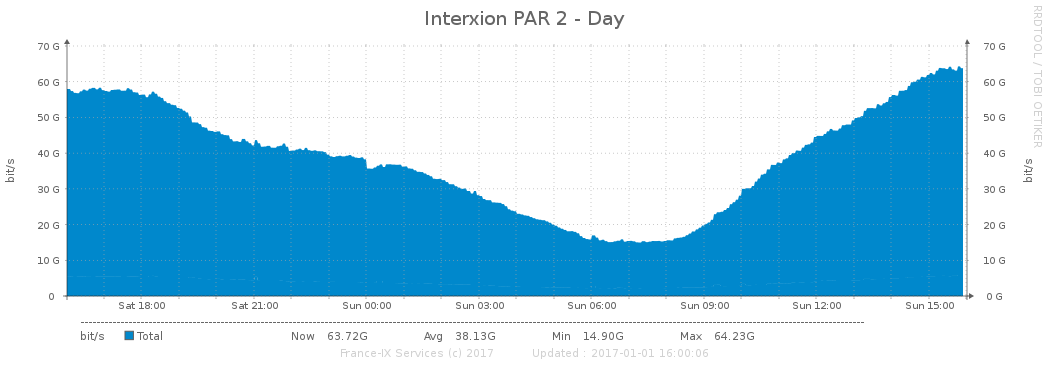 Interxion PAR 2 - Day
RRDTOOL / TOBI OETIKER
70 G 70 G
60 G 60 G
50 G 50 G
40 G 40 G
30 G 30 G
20 G 20 G
10 G 10 G
0 0 G
bit/s bit/s
Sat 18:00 Sat 21:00 Sun 00:00 Sun 03:00 Sun 06:00 Sun 09:00 Sun 12:00 Sun 15:00
bit/s Total Now 63.72G Avg 38.13G Min 14.90G Max 64.23G
France-IX Services (c) 2017 Updated : 2017-01-01 16:00:06